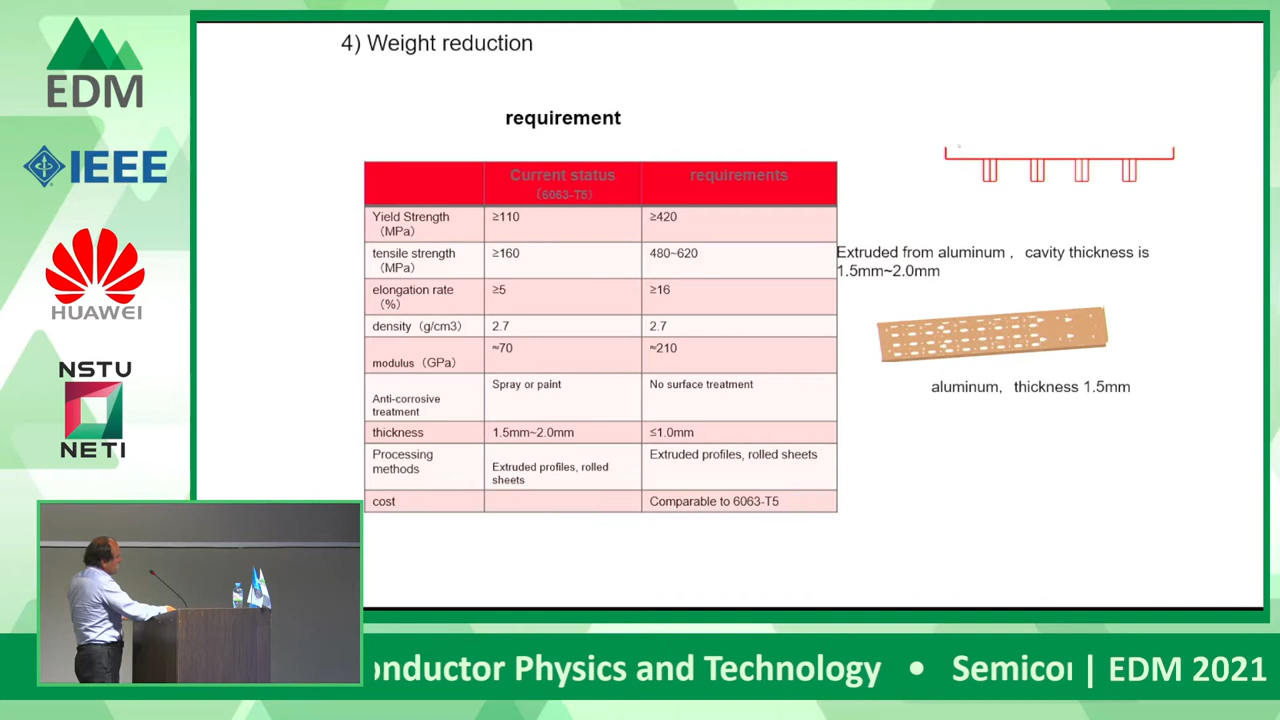 EDM
IEEE
HUAWEI
NSTU
NETI
4) Weight reduction
requirement
Current status
（6063-T5）
requirements
Yield Strength
（MPa）
≥110
≥420
tensile strength
（MPa）
≥160
480~620
elongation rate
（%）
≥5
≥16
density（g/cm3）
2.7
2.7
modulus（GPa）
≈70
≈210
Anti-corrosive
treatment
Spray or paint
No surface treatment
thickness
1.5mm~2.0mm
≤1.0mm
Processing
methods
Extruded profiles, rolled
sheets
Extruded profiles, rolled sheets
cost
Comparable to 6063-T5
Extruded from aluminum， cavity thickness is
1.5mm~2.0mm
aluminum，thickness 1.5mm
onductor Physics and Technology • Semicon | EDM 2021